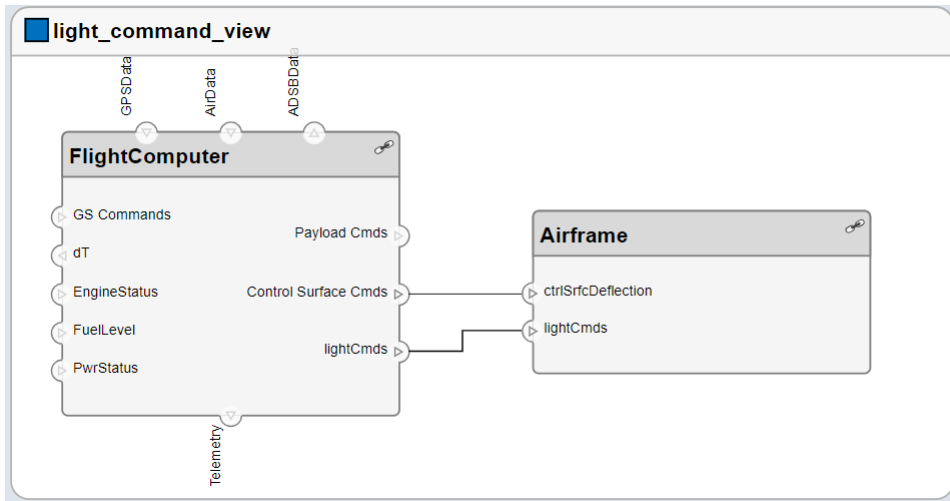 light_command_view
GPSData
AirData
ADSBData
FlightComputer
GS Commands
dT
EngineStatus
FuelLevel
PwrStatus
Payload Cmds
Control Surface Cmds
lightCmds
Telemetry
Airframe
ctrlSrfcDeflection
lightCmds